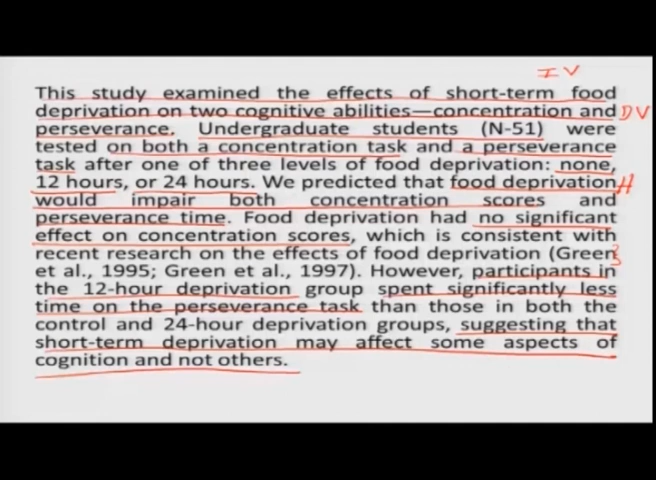 IV
This study examined the effects of short-term food
deprivation on two cognitive abilities—concentration and DV
perseverance. Undergraduate students (N-51) were
tested on both a concentration task and a perseverance
task after one of three levels of food deprivation: none,
12 hours, or 24 hours. We predicted that food deprivation H
would impair both concentration scores and
perseverance time. Food deprivation had no significant
effect on concentration scores, which is consistent with
recent research on the effects of food deprivation (Green
et al., 1995; Green et al., 1997). However, participants in
the 12-hour deprivation group spent significantly less
time on the perseverance task than those in both the
control and 24-hour deprivation groups, suggesting that
short-term deprivation may affect some aspects of
cognition and not others.